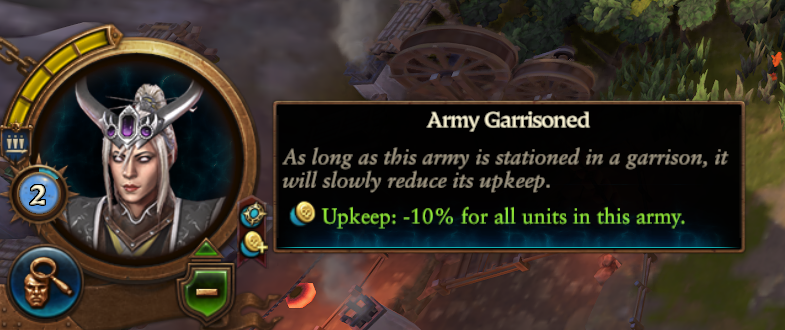 Army Garrisoned
As long as this army is stationed in a garrison, it
will slowly reduce its upkeep.
Upkeep: -10% for all units in this army.
2